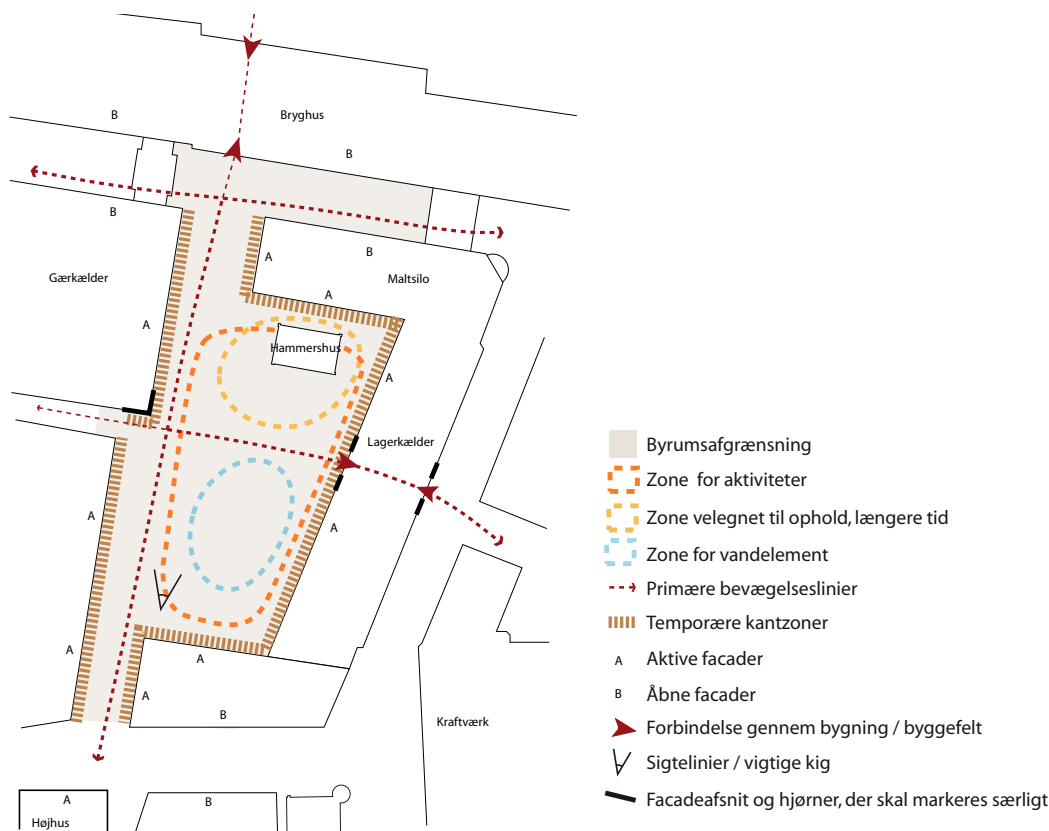 B
Bryghus
B
B
A
B
Gærkælder
Maltsilo
A
A
Hammershus
A
Lagerkælder
A
A
A
A
A
B
Kraftværk
A
B
Højhus
Byrumsafgrænsning
Zone for aktiviteter
Zone velegnet til ophold, længere tid
Zone for vandelement
Primære bevægelseslinier
Temporære kantzoner
A Aktive facader
B Åbne facader
Forbindelse gennem bygning / byggefelt
Sigtelinier / vigtige kig
Facadeafsnit og hjørner, der skal markeres særligt